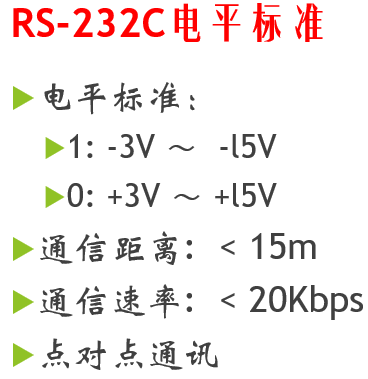 RS-232C电平标准
电平标准：
1: -3V ～ -l5V
0: +3V ～ +l5V
通信距离: < 15m
通信速率: < 20Kbps
点对点通讯